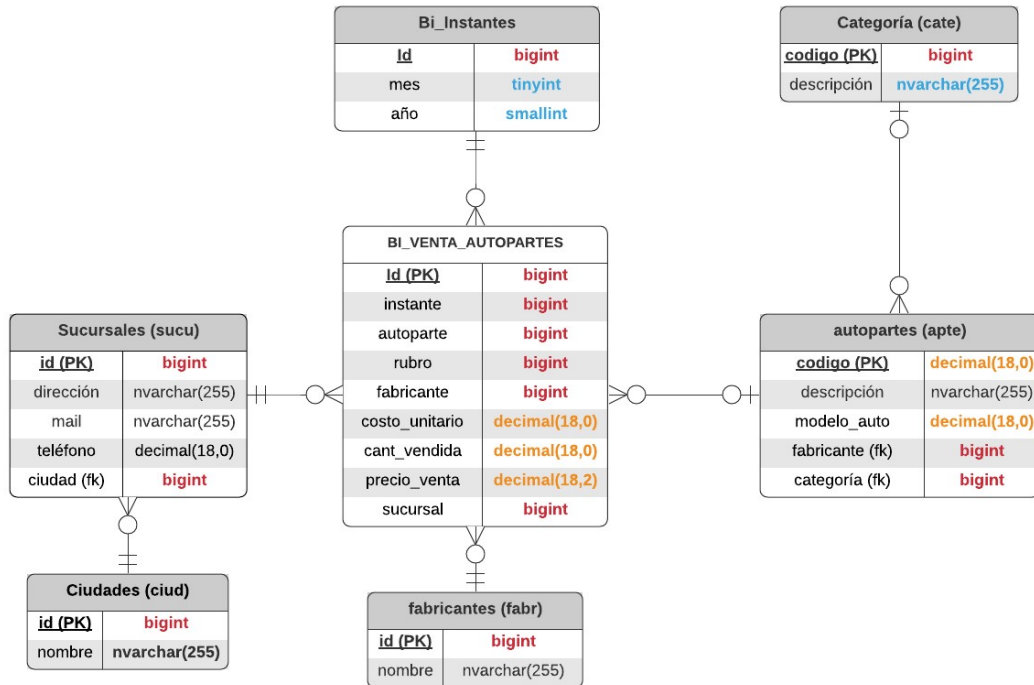 Bi_Instantes
Id bigint
mes tinyint
año smallint
Categoría (cate)
codigo (PK) bigint
descripción nvarchar(255)
BI_VENTA_AUTOPARTES
Id (PK) bigint
instante bigint
autoparte bigint
rubro bigint
fabricante bigint
costo_unitario decimal(18,0)
cant_vendida decimal(18,0)
precio_venta decimal(18,2)
sucursal bigint
Sucursales (sucu)
id (PK) bigint
dirección nvarchar(255)
mail nvarchar(255)
teléfono decimal(18,0)
ciudad (fk) bigint
autopartes (apte)
codigo (PK) decimal(18,0)
descripción nvarchar(255)
modelo_auto decimal(18,0)
fabricante (fk) bigint
categoría (fk) bigint
Ciudades (ciud)
id (PK) bigint
nombre nvarchar(255)
fabricantes (fabr)
id (PK) bigint
nombre nvarchar(255)